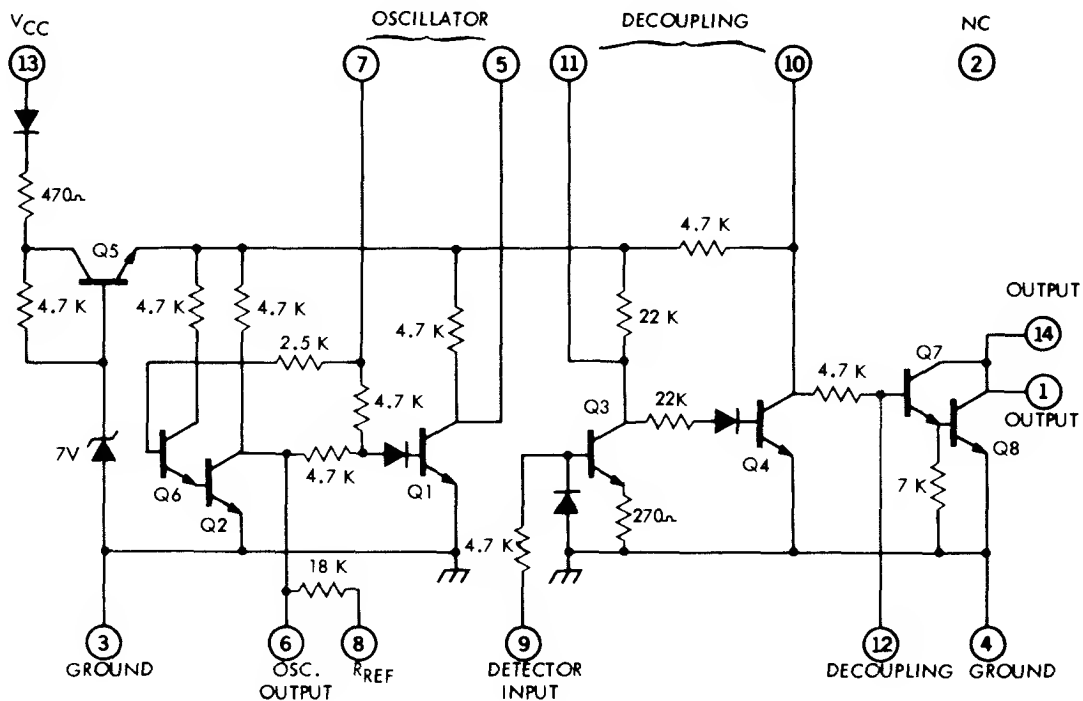 V CC
OSCILLATOR
DECOUPLING
NC
13
7
5
11
10
2
470Ω
Q5
4.7 K
4.7 K
4.7 K
4.7 K
4.7 K
22 K
OUTPUT
14
2.5 K
4.7 K
Q7
4.7 K
1
OUTPUT
Q3
22K
7V
4.7 K
Q6
Q2
Q1
Q4
Q8
7 K
270Ω
4.7 K
18 K
3
GROUND
6
OSC.
OUTPUT
8
RREF
9
DETECTOR
INPUT
12
DECOUPLING
4
GROUND